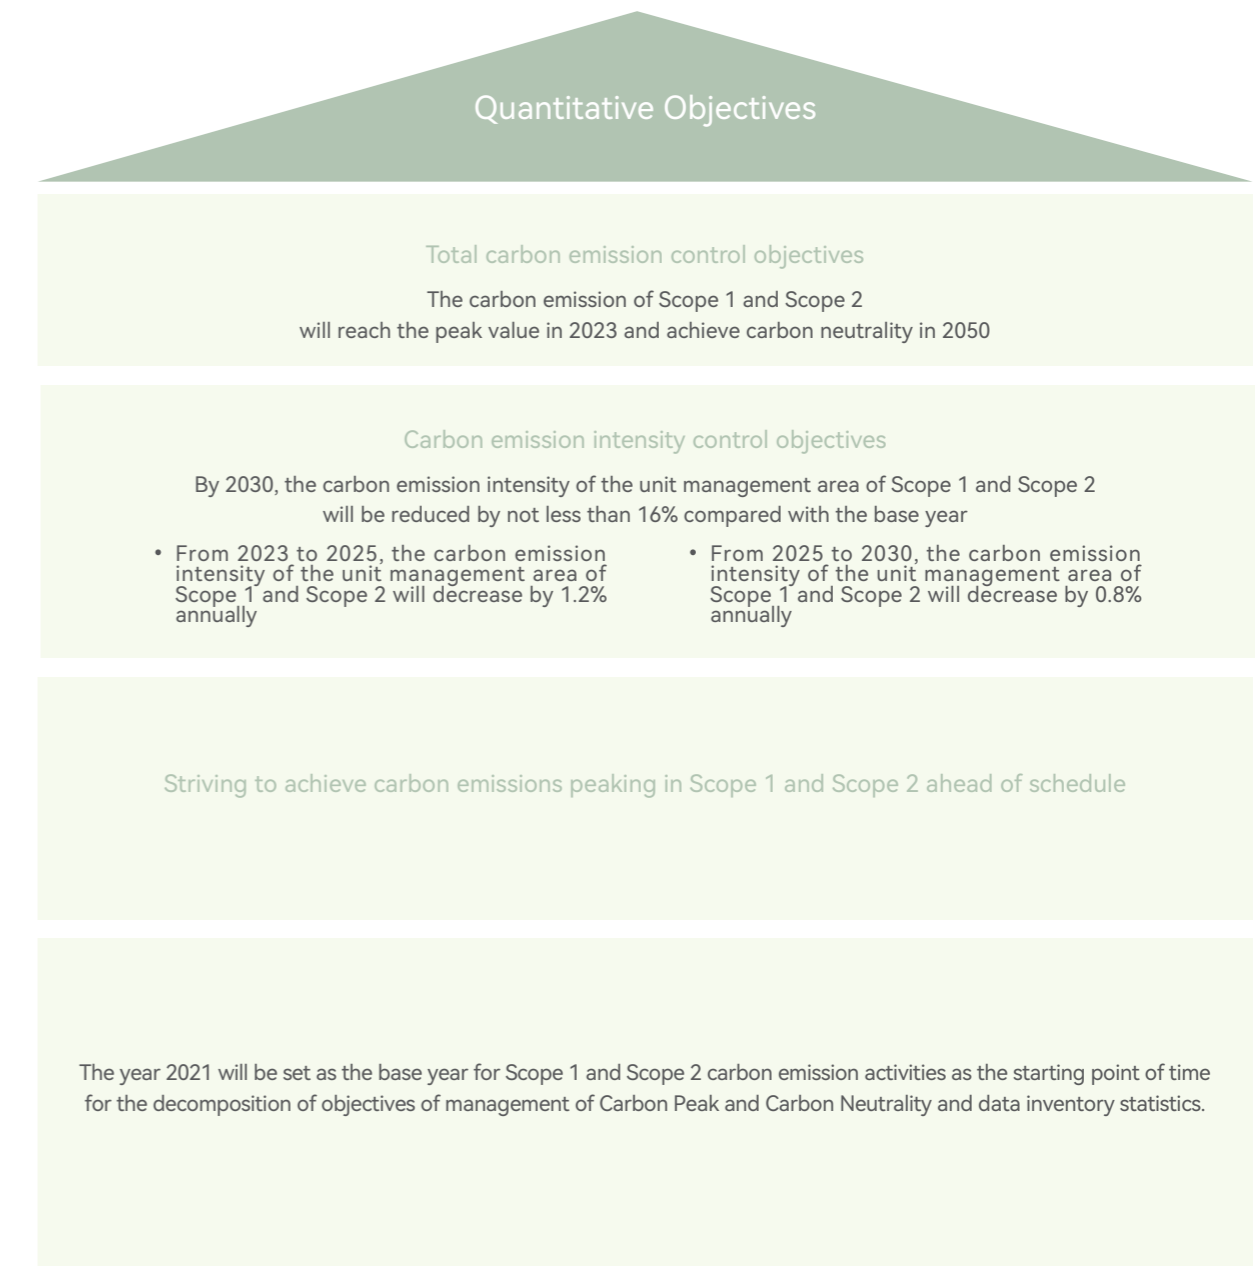 Quantitative Objectives
Total carbon emission control objectives
The carbon emission of Scope 1 and Scope 2
will reach the peak value in 2023 and achieve carbon neutrality in 2050
Carbon emission intensity control objectives
By 2030, the carbon emission intensity of the unit management area of Scope 1 and Scope 2
will be reduced by not less than 16% compared with the base year
• From 2023 to 2025, the carbon emission
intensity of the unit management area of
Scope 1 and Scope 2 will decrease by 1.2%
annually
• From 2025 to 2030, the carbon emission
intensity of the unit management area of
Scope 1 and Scope 2 will decrease by 0.8%
annually
Striving to achieve carbon emissions peaking in Scope 1 and Scope 2 ahead of schedule
The year 2021 will be set as the base year for Scope 1 and Scope 2 carbon emission activities as the starting point of time
for the decomposition of objectives of management of Carbon Peak and Carbon Neutrality and data inventory statistics.